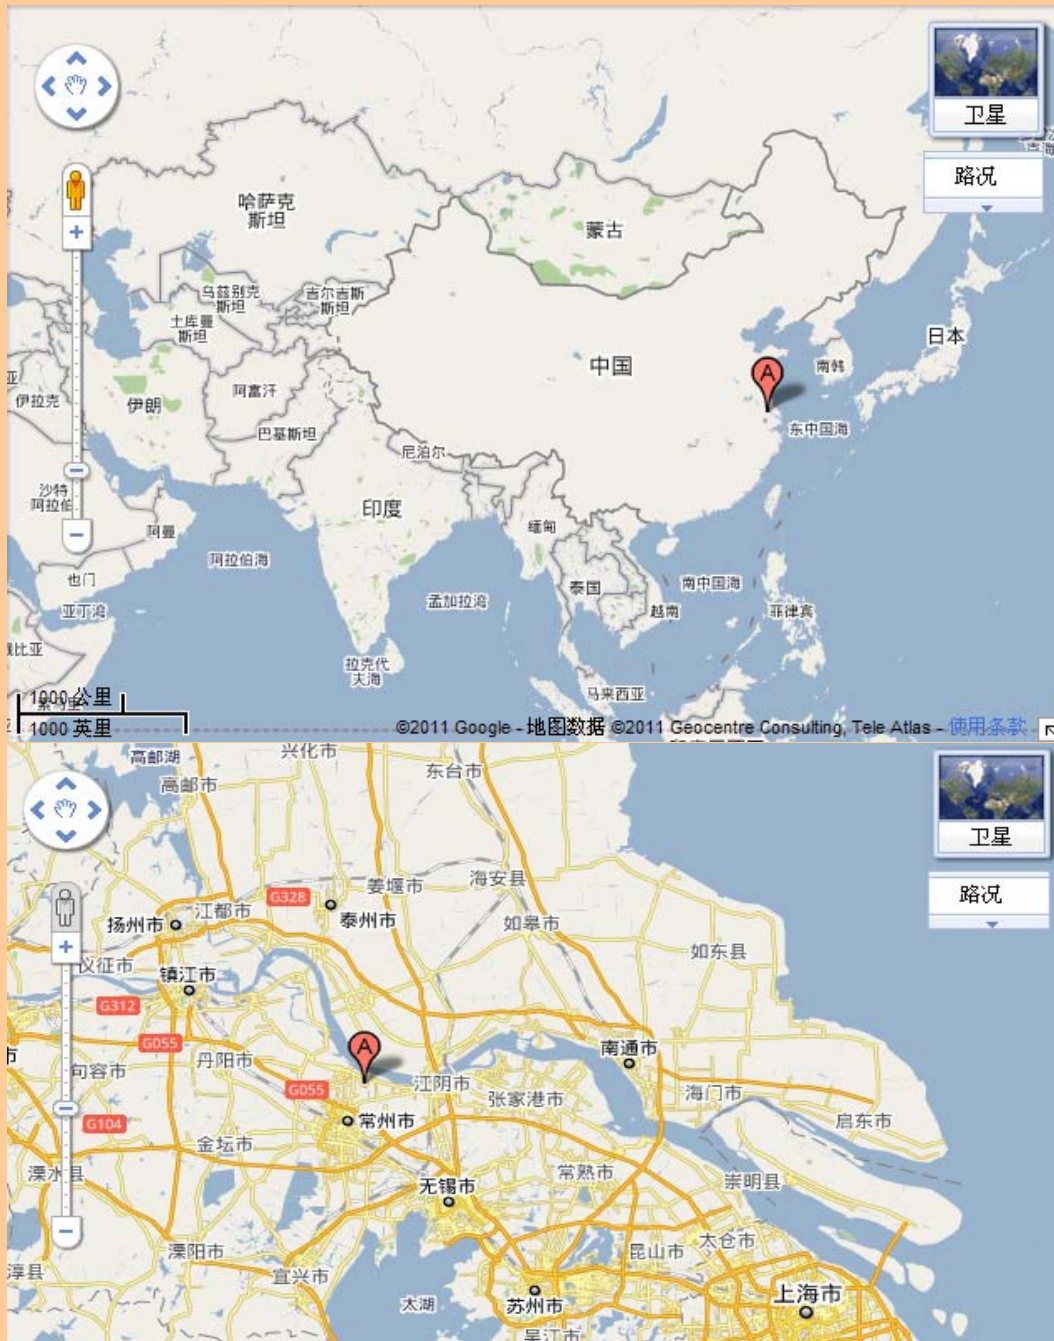 卫星
路况
哈萨克
斯坦
蒙古
乌兹别克
斯坦
吉尔吉斯
斯坦
土库曼
斯坦
日本
中国
A
南韩
亚
伊拉克
伊朗
阿富汗
巴基斯坦
东中国海
尼泊尔
沙特
阿拉伯
印度
阿曼
缅甸
阿拉伯海
也门
泰国
南中国海
亚丁湾
孟加拉湾
越南
菲律宾
比亚
拉克代
夫海
马来西亚
1000 公里
1000 英里
©2011 Google - 地图数据 ©2011 Geocentre Consulting, Tele Atlas - 使用条款
高邮湖
兴化市
东台市
高邮市
卫星
路况
姜堰市
海安县
G328
扬州市
江都市
泰州市
如皋市
如东县
仪征市
镇江市
G312
G055
A
南通市
句容市
丹阳市
G055
江阴市
张家港市
海门市
启东市
G104
金坛市
常州市
溧水县
常熟市
崇明县
无锡市
溧阳市
昆山市
太仓市
淳县
宜兴市
太湖
苏州市
上海市
吴江市